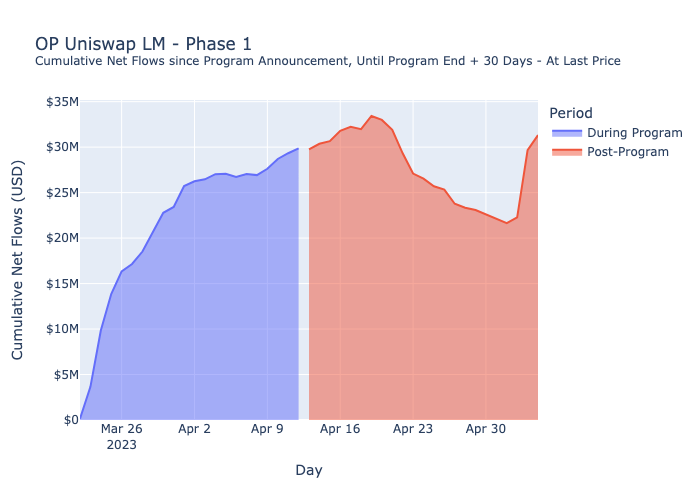 OP Uniswap LM - Phase 1
Cumulative Net Flows since Program Announcement, Until Program End + 30 Days - At Last Price
Period
During Program
Post-Program
Cumulative Net Flows (USD)
$35M
$30M
$25M
$20M
$15M
$10M
$5M
$0
Mar 26 Apr 2 Apr 9 Apr 16 Apr 23 Apr 30
2023
Day